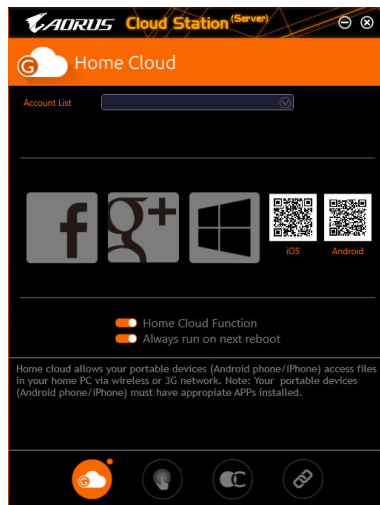 AORUS Cloud Station (Server)
G Home Cloud
Account List
f g+
iOS Android
Home Cloud Function
Always run on next reboot
Home cloud allows your portable devices (Android phone/iPhone) access files
in your home PC via wireless or 3G network. Note: Your portable devices
(Android phone/iPhone) must have appropiate APPs installed.
G